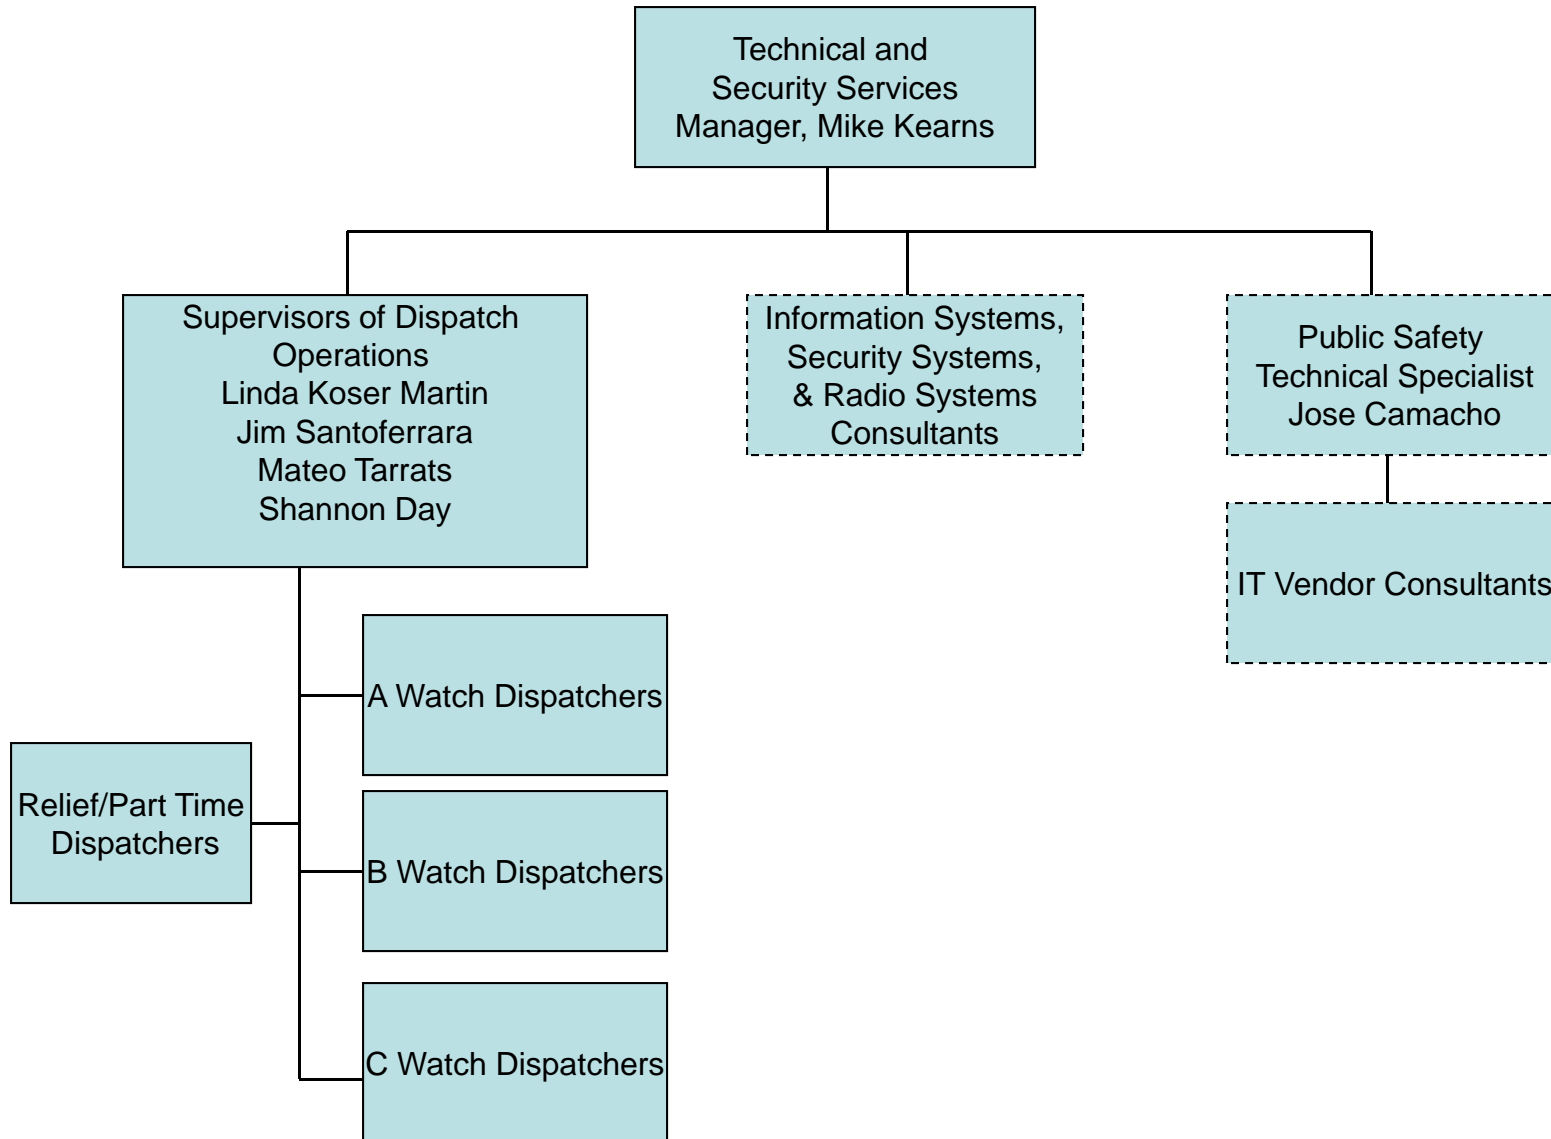 Technical and
Security Services
Manager, Mike Kearns
Supervisors of Dispatch
Operations
Linda Koser Martin
Jim Santoferrara
Mateo Tarrats
Shannon Day
Information Systems,
Security Systems,
& Radio Systems
Consultants
Public Safety
Technical Specialist
Jose Camacho
IT Vendor Consultants
A Watch Dispatchers
Relief/Part Time
Dispatchers
B Watch Dispatchers
C Watch Dispatchers